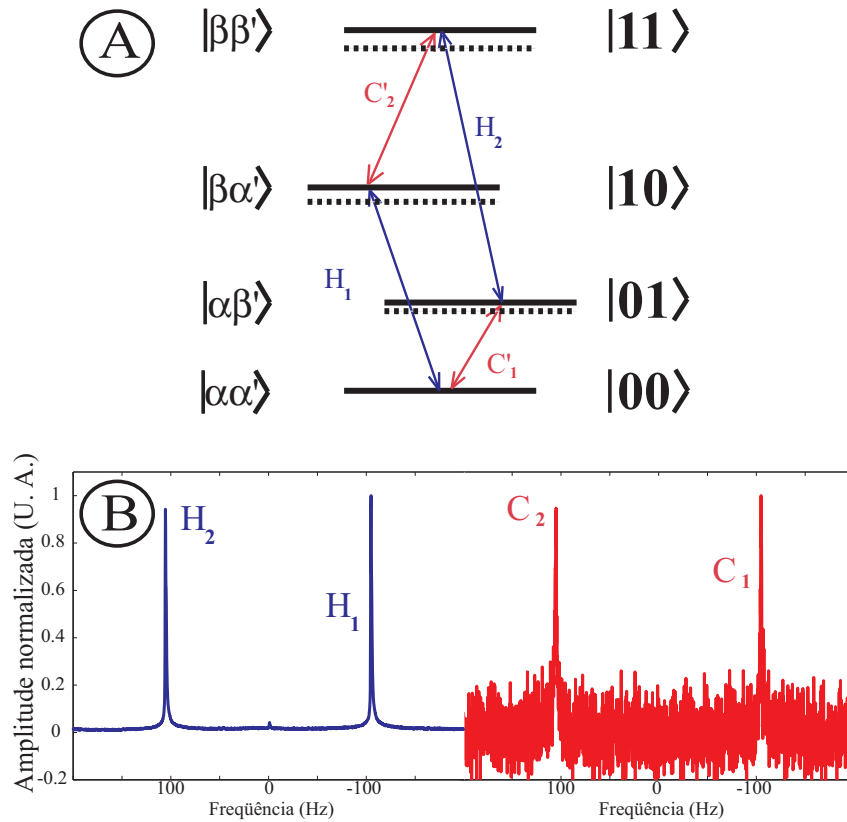 A
|ββ'⟩
|11⟩
C'2
H2
|βα'⟩
|10⟩
H1
|αβ'⟩
|01⟩
C'1
|αα'⟩
|00⟩
B
Amplitude normalizada (U. A.)
1
0.8
0.6
0.4
0.2
0
-0.2
H2
H1
C2
C1
100 0 -100 100 0 -100
Freqüência (Hz) Freqüência (Hz)